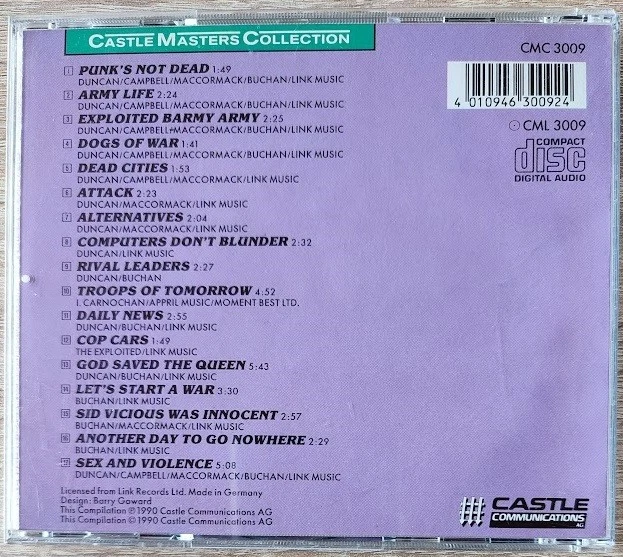 CASTLE MASTERS COLLECTION
CMC 3009
4 010946 300924
CML 3009
COMPACT
disc
DIGITAL AUDIO
1 PUNK'S NOT DEAD 1:49
DUNCAN/CAMPBELL/MACCORMACK/BUCHAN/LINK MUSIC
2 ARMY LIFE 2:24
DUNCAN/CAMPBELL/MACCORMACK/BUCHAN/LINK MUSIC
3 EXPLOITED BARMY ARMY 2:25
DUNCAN/CAMPBELL/MACCORMACK/BUCHAN/LINK MUSIC
4 DOGS OF WAR 1:41
DUNCAN/CAMPBELL/MACCORMACK/BUCHAN/LINK MUSIC
5 DEAD CITIES 1:53
DUNCAN/CAMPBELL/MACCORMACK/LINK MUSIC
6 ATTACK 2:23
DUNCAN/MACCORMACK/LINK MUSIC
7 ALTERNATIVES 2:04
DUNCAN/MACCORMACK/LINK MUSIC
8 COMPUTERS DON'T BLUNDER 2:32
DUNCAN/LINK MUSIC
9 RIVAL LEADERS 2:27
DUNCAN/BUCHAN
10 TROOPS OF TOMORROW 4:52
I. CARNOCHAN/APPRIL MUSIC/MOMENT BEST LTD.
11 DAILY NEWS 2:55
DUNCAN/BUCHAN/LINK MUSIC
12 COP CARS 1:49
THE EXPLOITED/LINK MUSIC
13 GOD SAVED THE QUEEN 5:43
DUNCAN/BUCHAN/LINK MUSIC
14 LET'S START A WAR 3:30
BUCHAN/LINK MUSIC
15 SID VICIOUS WAS INNOCENT 2:57
BUCHAN/MACCORMACK/LINK MUSIC
16 ANOTHER DAY TO GO NOWHERE 2:29
BUCHAN/LINK MUSIC
17 SEX AND VIOLENCE 5:08
DUNCAN/CAMPBELL/MACCORMACK/BUCHAN/LINK MUSIC
Licensed from Link Records Ltd. Made in Germany
Design: Barry Goward
This Compilation ℗ 1990 Castle Communications AG
This Compilation © 1990 Castle Communications AG
CASTLE
COMMUNICATIONS
AG